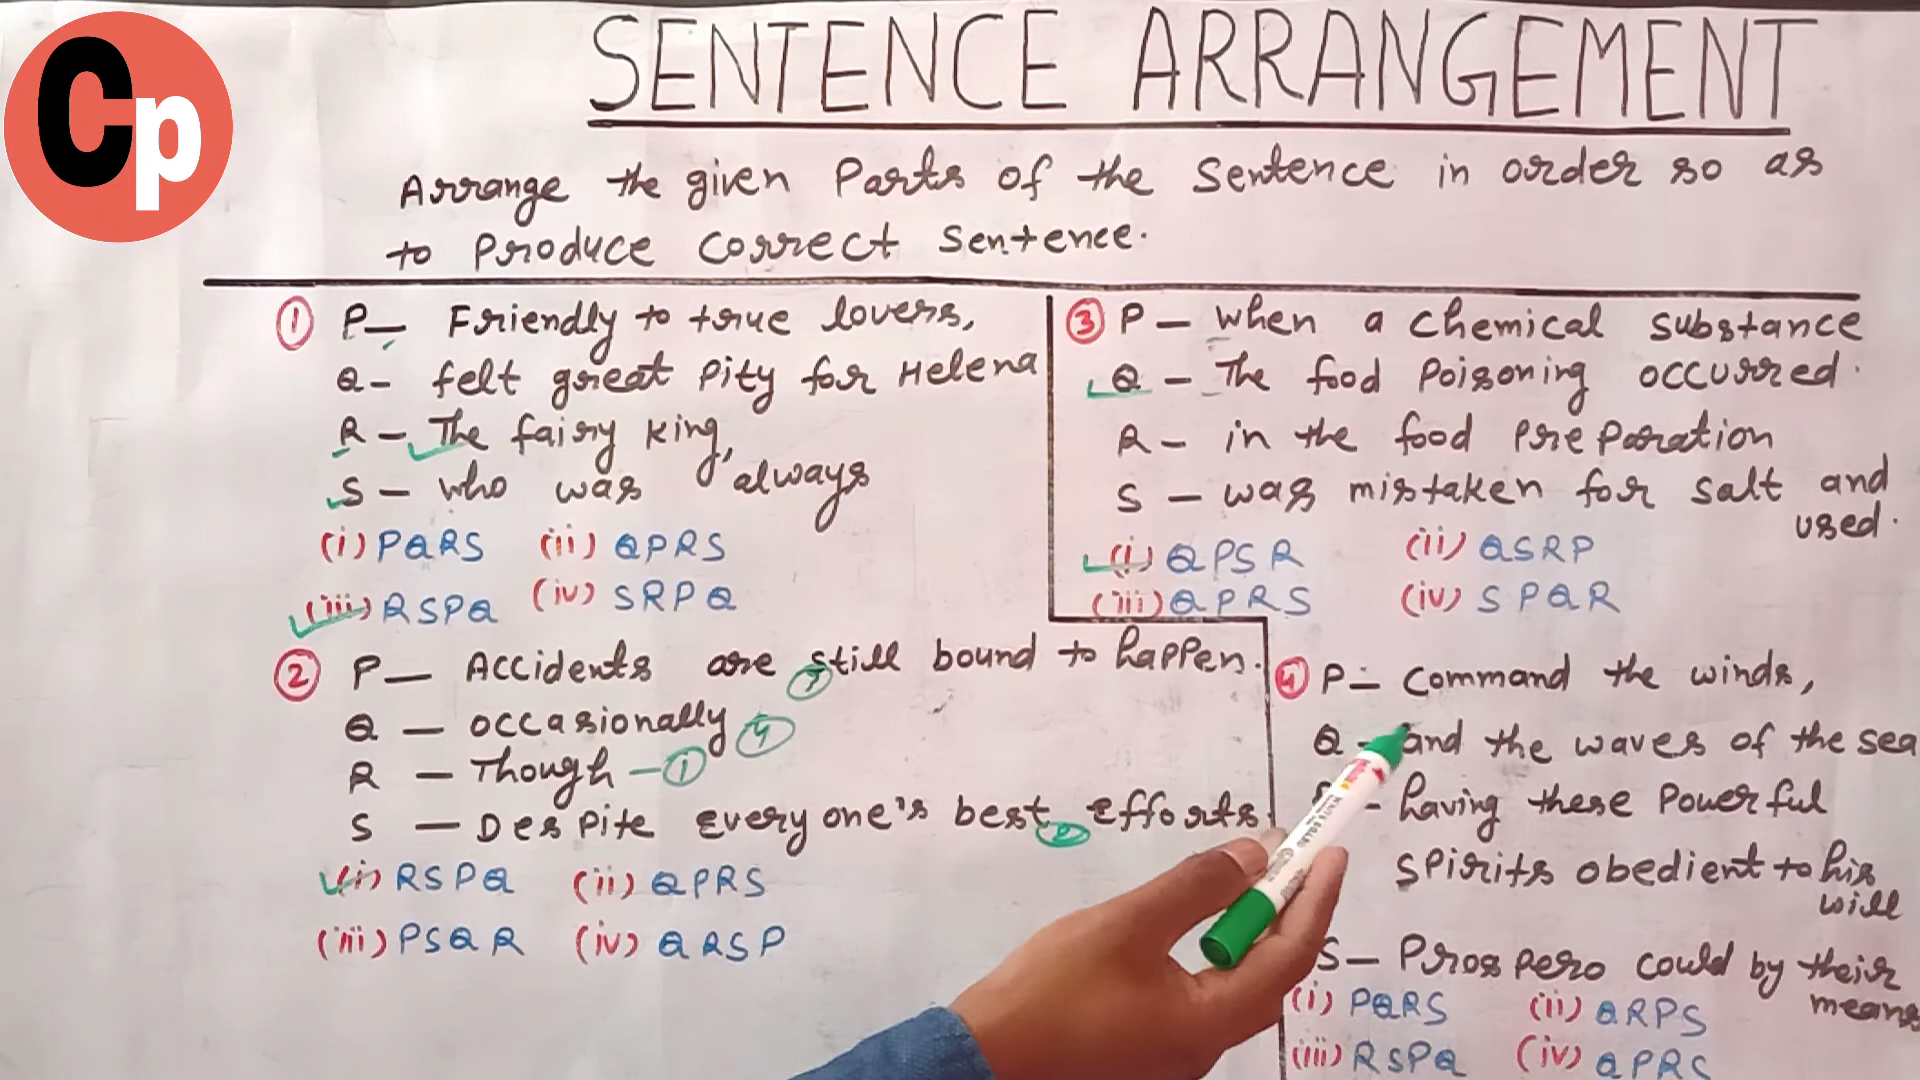 Cp
SENTENCE ARRANGEMENT
Arrange the given Parts of the Sentence in order so as
to Produce Correct Sentence.
① P— Friendly to true lovers,
Q— felt great Pity for Helena
R— The fairy king,
S— who was always
(i) PQRS (ii) QPRS
(iii) RSPQ (iv) SRPQ
② P— Accidents are still bound to happen. 3
Q— occasionally 4
R— Though — 1
S— Despite everyone's best efforts. 2
(i) RSPQ (ii) QPRS
(iii) PSQR (iv) QRSP
③ P— when a chemical substance
Q— The food Poisoning occurred.
R— in the food PrePoration
S— was mistaken for salt and
used.
(i) QPSR (ii) QSRP
(iii) QPRS (iv) SPQR
④ P— Command the winds,
Q— and the waves of the sea
— having these Powerful
spirits obedient to his
will
S— Prospero could by their
means
(i) PQRS (ii) QRPS
(iii) RSPQ (iv) QPRS